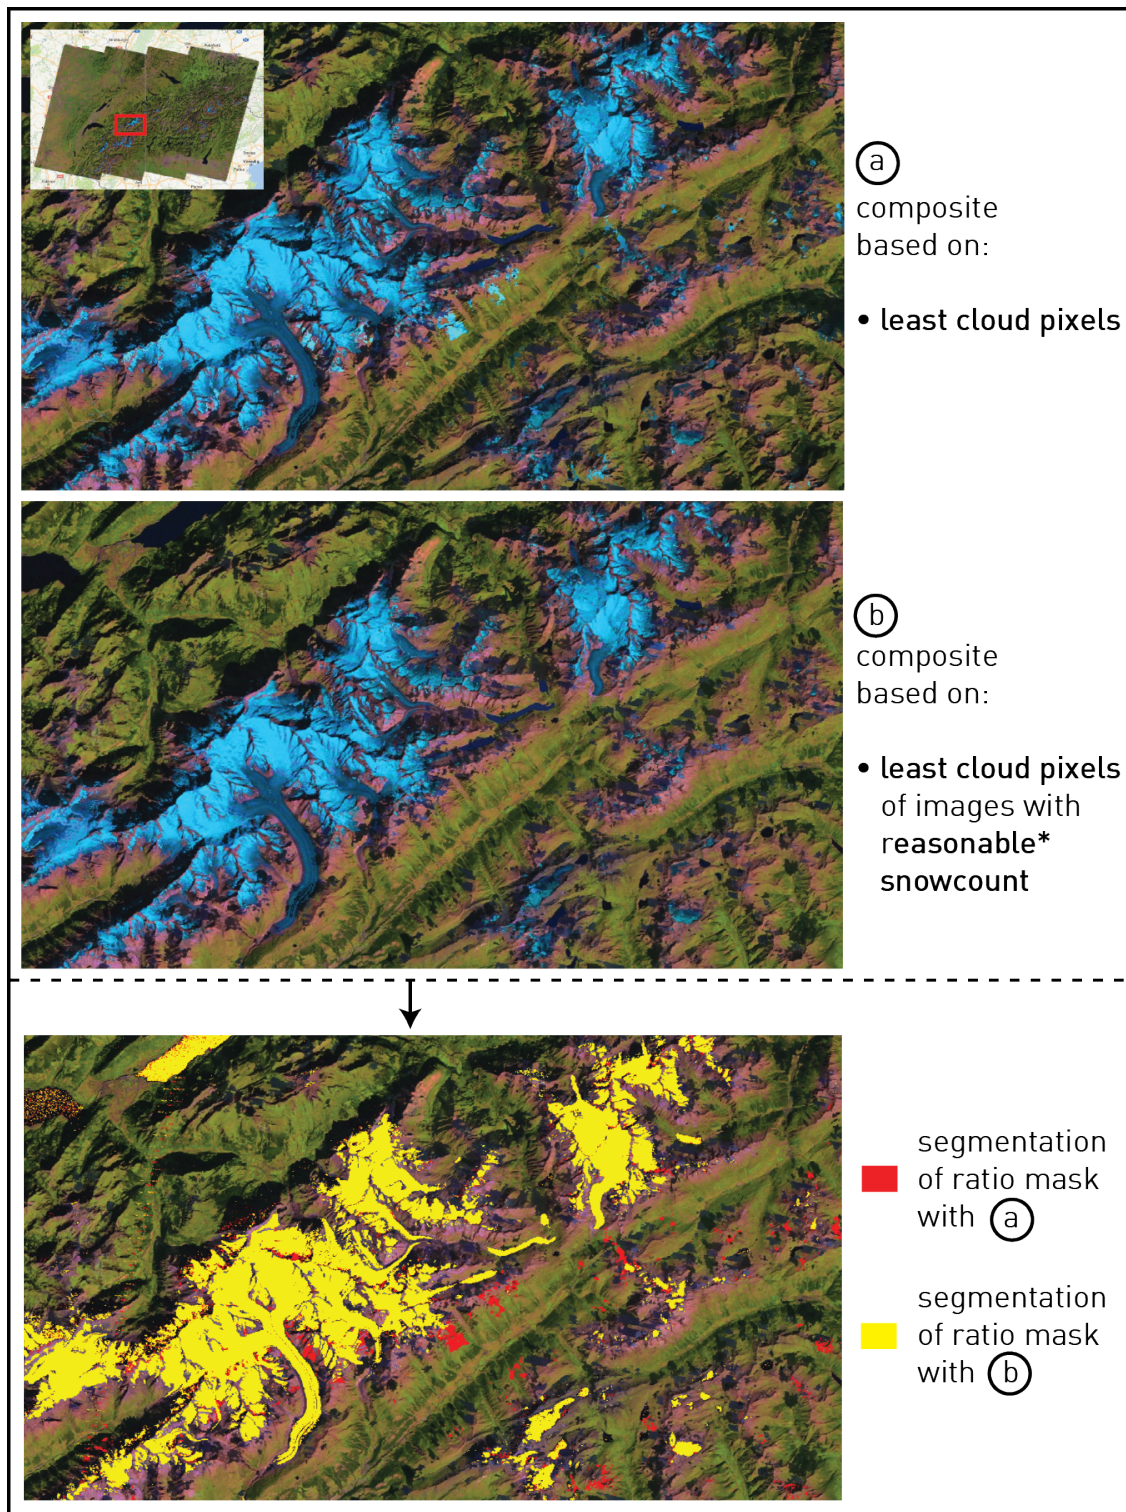 a
composite
based on:
• least cloud pixels
b
composite
based on:
• least cloud pixels
of images with
reasonable*
snowcount
segmentation
of ratio mask
with a
segmentation
of ratio mask
with b